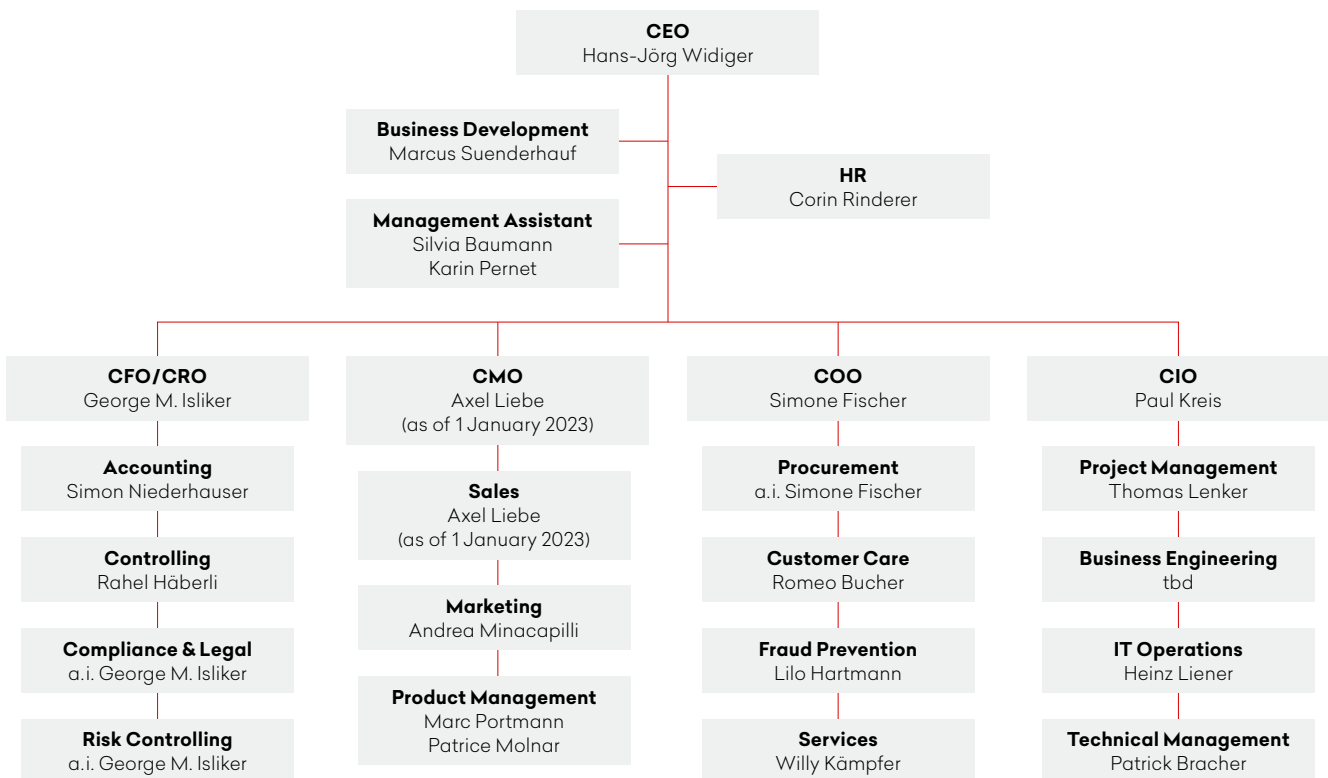 CEO
Hans-Jörg Widiger
Business Development
Marcus Suenderhauf
HR
Corin Rinderer
Management Assistant
Silvia Baumann
Karin Pernet
CFO/CRO
George M. Isliker
Accounting
Simon Niederhauser
Controlling
Rahel Häberli
Compliance & Legal
a.i. George M. Isliker
Risk Controlling
a.i. George M. Isliker
CMO
Axel Liebe
(as of 1 January 2023)
Sales
Axel Liebe
(as of 1 January 2023)
Marketing
Andrea Minacapilli
Product Management
Marc Portmann
Patrice Molnar
COO
Simone Fischer
Procurement
a.i. Simone Fischer
Customer Care
Romeo Bucher
Fraud Prevention
Lilo Hartmann
Services
Willy Kämpfer
CIO
Paul Kreis
Project Management
Thomas Lenker
Business Engineering
tbd
IT Operations
Heinz Liener
Technical Management
Patrick Bracher